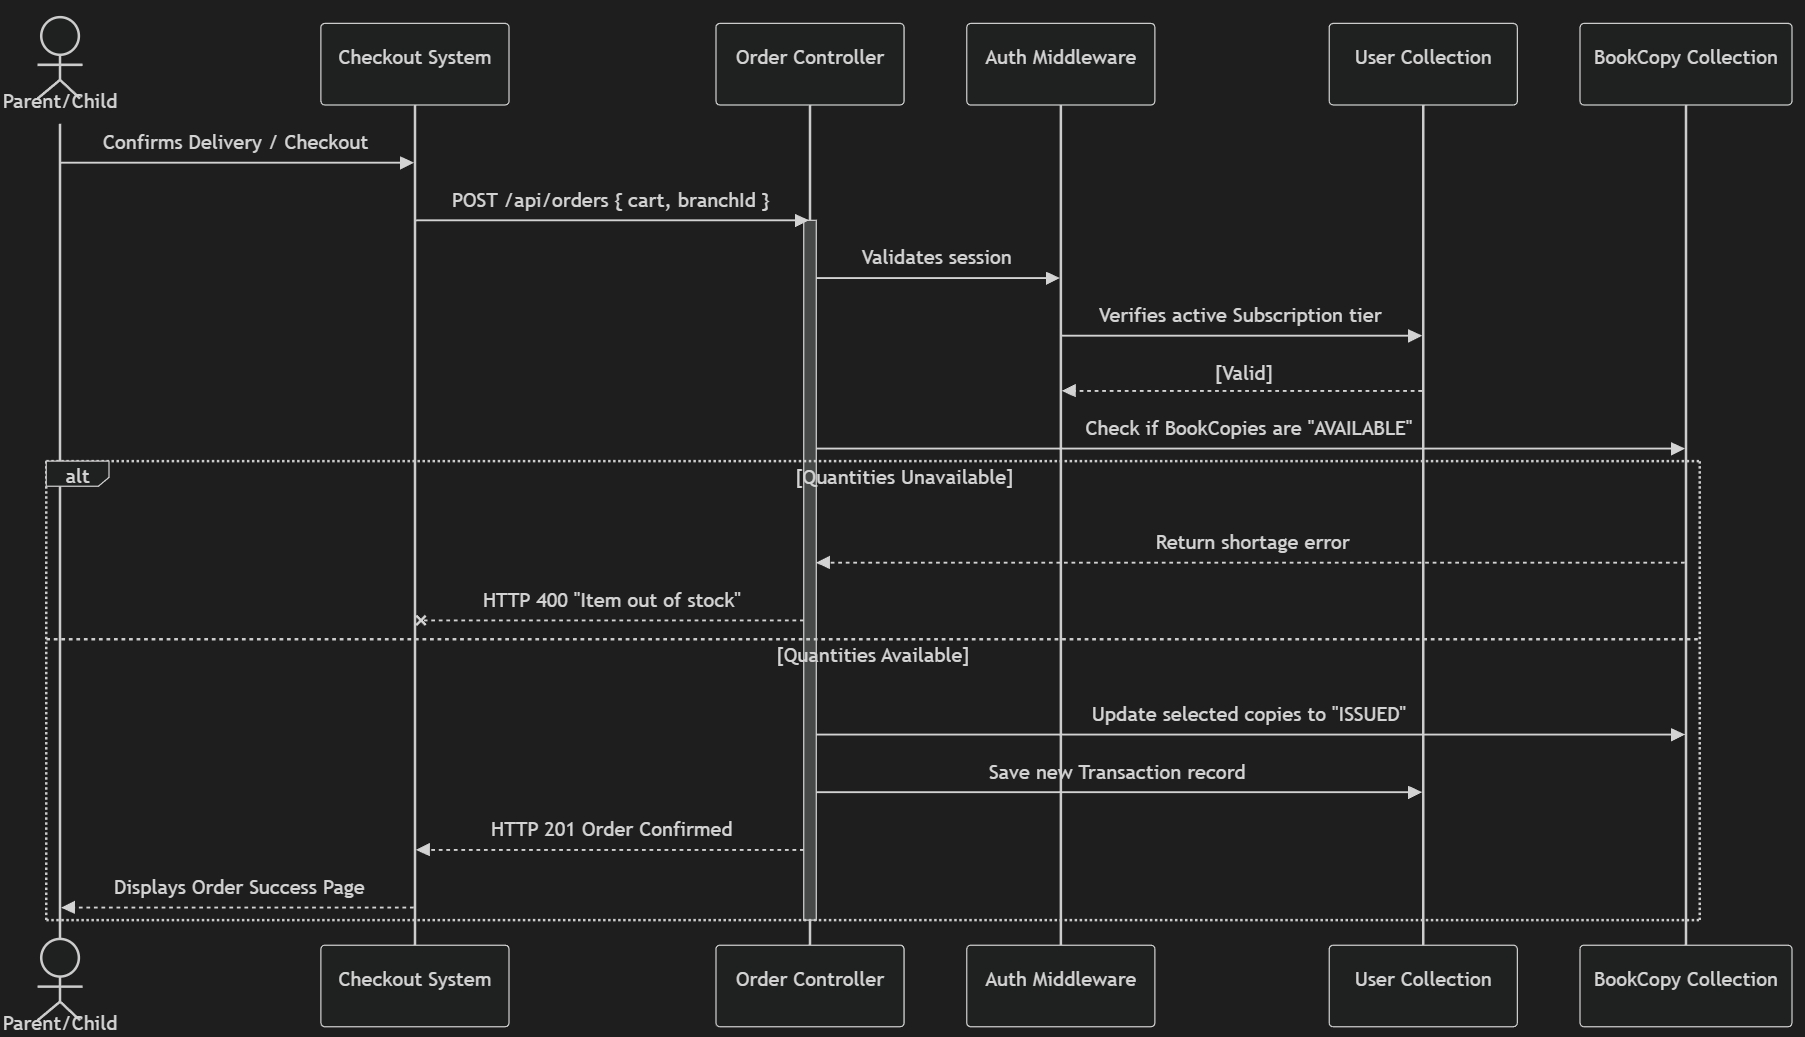 Parent/Child
Checkout System
Order Controller
Auth Middleware
User Collection
BookCopy Collection
Confirms Delivery / Checkout
POST /api/orders { cart, branchId }
Validates session
Verifies active Subscription tier
[Valid]
Check if BookCopies are "AVAILABLE"
alt
[Quantities Unavailable]
Return shortage error
HTTP 400 "Item out of stock"
[Quantities Available]
Update selected copies to "ISSUED"
Save new Transaction record
HTTP 201 Order Confirmed
Displays Order Success Page
Parent/Child
Checkout System
Order Controller
Auth Middleware
User Collection
BookCopy Collection